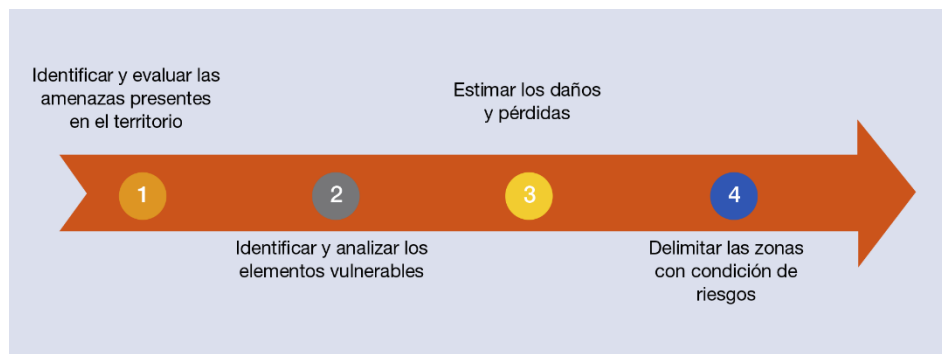 Identificar y evaluar las
amenazas presentes
en el territorio
1
Identificar y analizar los
elementos vulnerables
2
Estimar los daños
y pérdidas
3
Delimitar las zonas
con condición de
riesgos
4